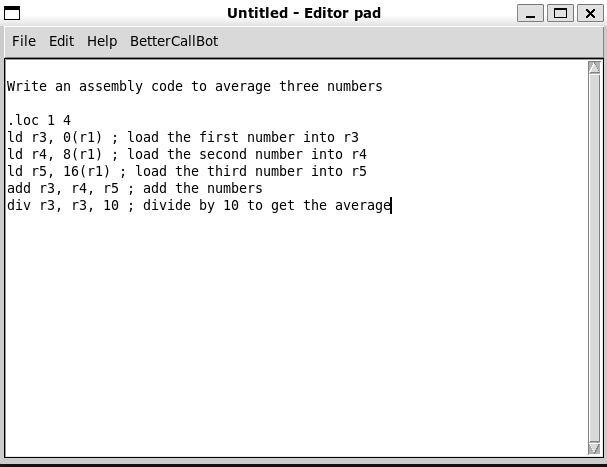 Untitled - Editor pad
File Edit Help BetterCallBot
Write an assembly code to average three numbers
.loc 1 4
ld r3, 0(r1) ; load the first number into r3
ld r4, 8(r1) ; load the second number into r4
ld r5, 16(r1) ; load the third number into r5
add r3, r4, r5 ; add the numbers
div r3, r3, 10 ; divide by 10 to get the average